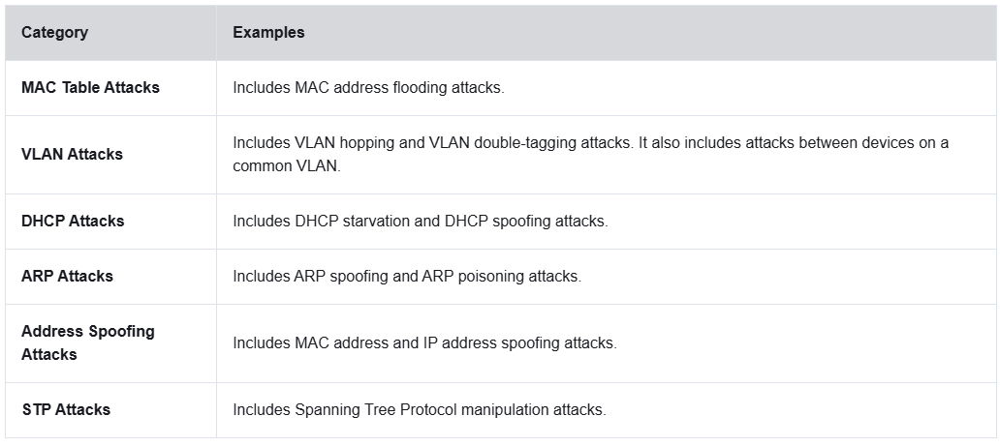 Category
Examples
MAC Table Attacks
Includes MAC address flooding attacks.
VLAN Attacks
Includes VLAN hopping and VLAN double-tagging attacks. It also includes attacks between devices on a
common VLAN.
DHCP Attacks
Includes DHCP starvation and DHCP spoofing attacks.
ARP Attacks
Includes ARP spoofing and ARP poisoning attacks.
Address Spoofing
Attacks
Includes MAC address and IP address spoofing attacks.
STP Attacks
Includes Spanning Tree Protocol manipulation attacks.